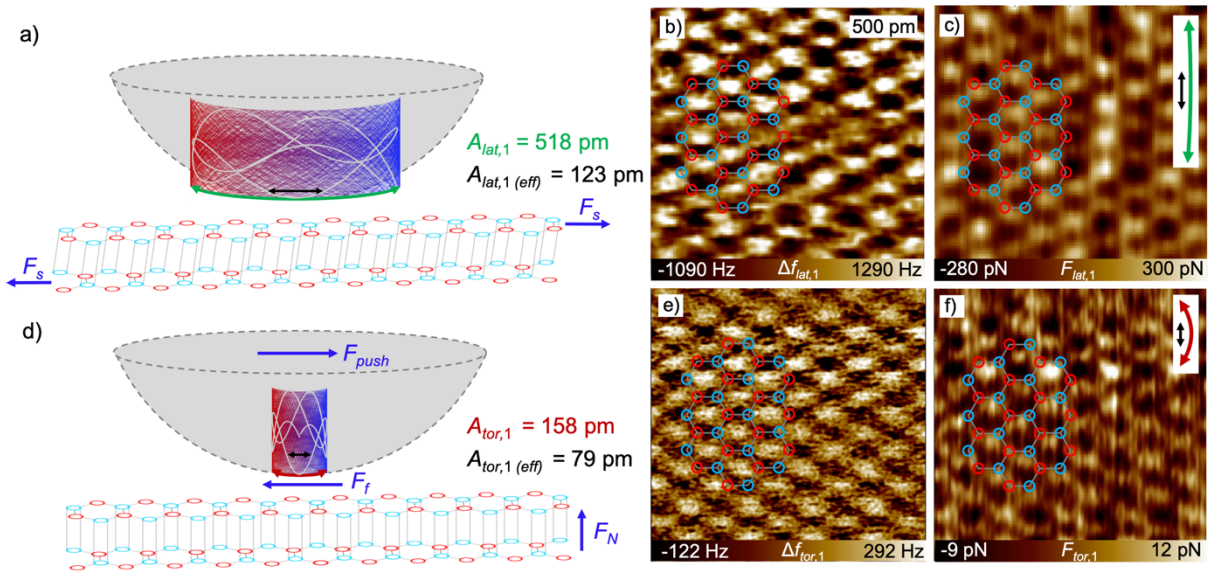 a)
A_lat,1 = 518 pm
A_lat,1 (eff) = 123 pm
F_s
F_s
b)
500 pm
-1090 Hz Δf_lat,1 1290 Hz
c)
-280 pN F_lat,1 300 pN
d)
F_push
A_tor,1 = 158 pm
A_tor,1 (eff) = 79 pm
F_f
F_N
e)
-122 Hz Δf_tor,1 292 Hz
f)
-9 pN F_tor,1 12 pN